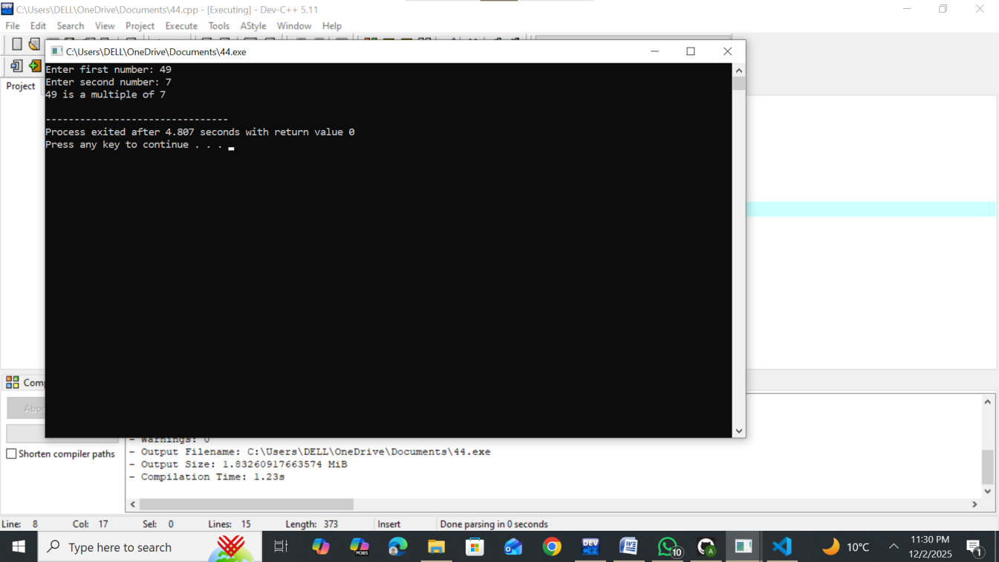 C:\Users\DELL\OneDrive\Documents\44.cpp - [Executing] - Dev-C++ 5.11
File Edit Search View Project Execute Tools AStyle Window Help
C:\Users\DELL\OneDrive\Documents\44.exe
Project
Enter first number: 49
Enter second number: 7
49 is a multiple of 7
--------------------------------
Process exited after 4.807 seconds with return value 0
Press any key to continue . . .
- Warnings: 0
Shorten compiler paths
- Output Filename: C:\Users\DELL\OneDrive\Documents\44.exe
- Output Size: 1.83260917663574 MiB
- Compilation Time: 1.23s
Line: 8 Col: 17 Sel: 0 Lines: 15 Length: 373 Insert Done parsing in 0 seconds
Type here to search
M365
DEV
10
A
10°C
11:30 PM
12/2/2025
1